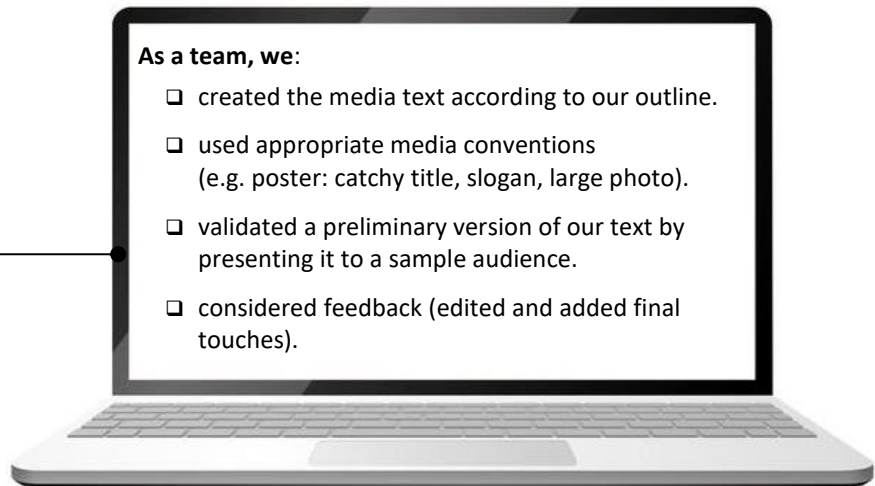 As a team, we:
❑ created the media text according to our outline.
❑ used appropriate media conventions
(e.g. poster: catchy title, slogan, large photo).
❑ validated a preliminary version of our text by
presenting it to a sample audience.
❑ considered feedback (edited and added final
touches).